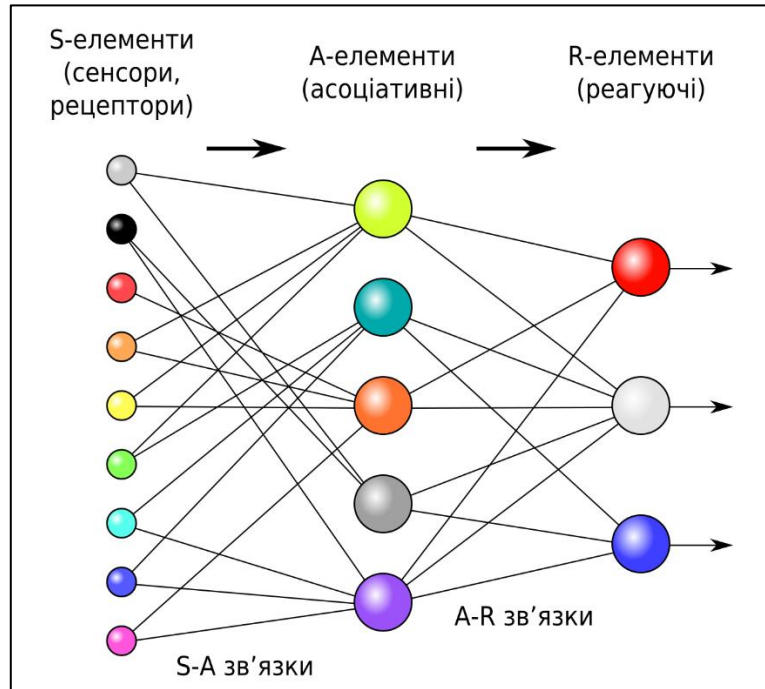 S-елементи
(сенсори,
рецептори)
A-елементи
(асоціативні)
R-елементи
(реагуючі)
A-R зв’язки
S-A зв’язки